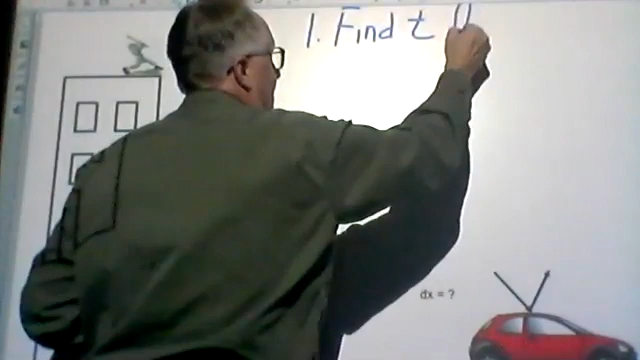 1. Find t
dx = ?